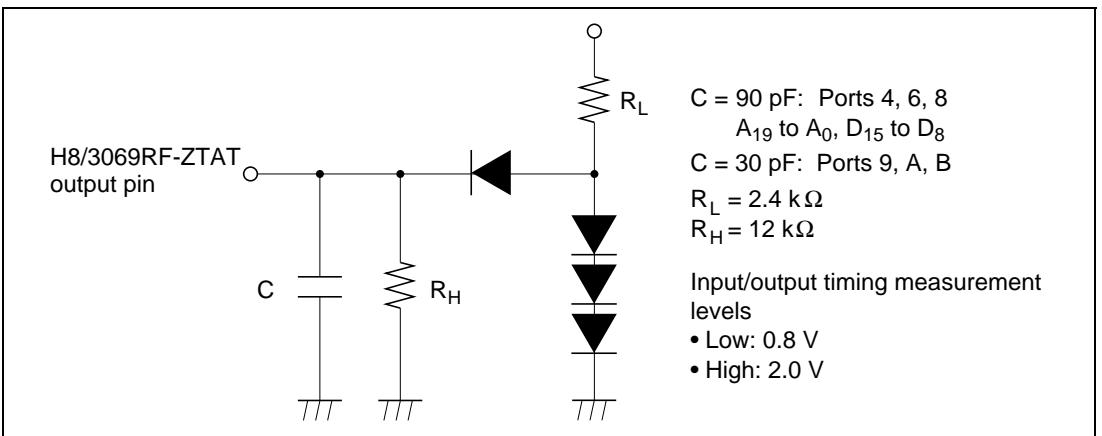 H8/3069RF-ZTAT
output pin
C
R_H
R_L
C = 90 pF: Ports 4, 6, 8
A_19 to A_0, D_15 to D_8
C = 30 pF: Ports 9, A, B
R_L = 2.4 kΩ
R_H = 12 kΩ
Input/output timing measurement
levels
• Low: 0.8 V
• High: 2.0 V